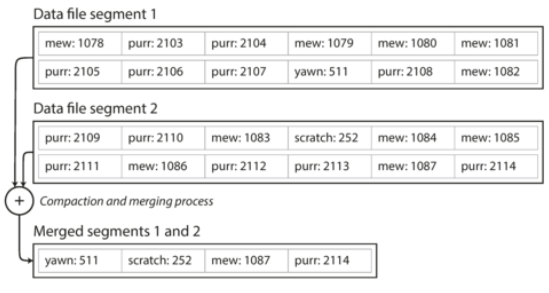 Data file segment 1
mew: 1078 purr: 2103 purr: 2104 mew: 1079 mew: 1080 mew: 1081
purr: 2105 purr: 2106 purr: 2107 yawn: 511 purr: 2108 mew: 1082
Data file segment 2
purr: 2109 purr: 2110 mew: 1083 scratch: 252 mew: 1084 mew: 1085
purr: 2111 mew: 1086 purr: 2112 purr: 2113 mew: 1087 purr: 2114
+ Compaction and merging process
Merged segments 1 and 2
yawn: 511 scratch: 252 mew: 1087 purr: 2114